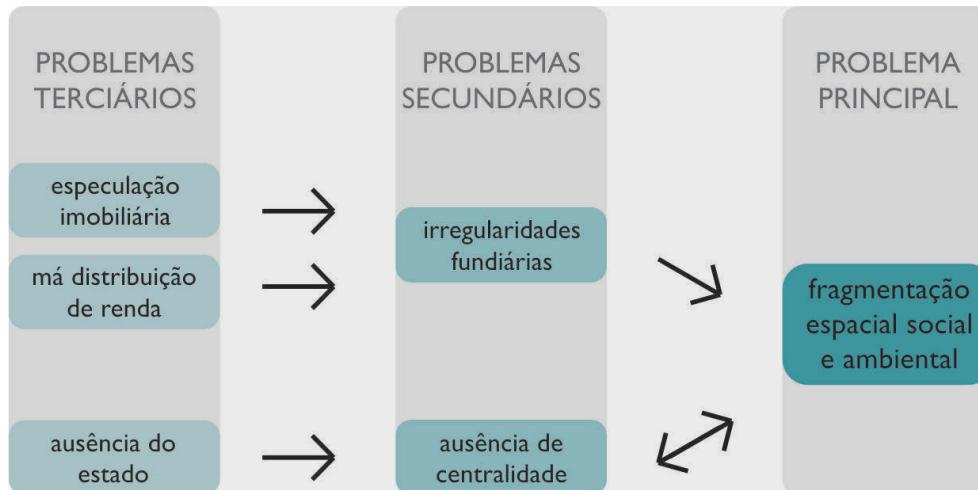 PROBLEMAS
TERCIÁRIOS
especulação
imobiliária
má distribuição
de renda
ausência do
estado
PROBLEMAS
SECUNDÁRIOS
irregularidades
fundiárias
ausência de
centralidade
PROBLEMA
PRINCIPAL
fragmentação
espacial social
e ambiental